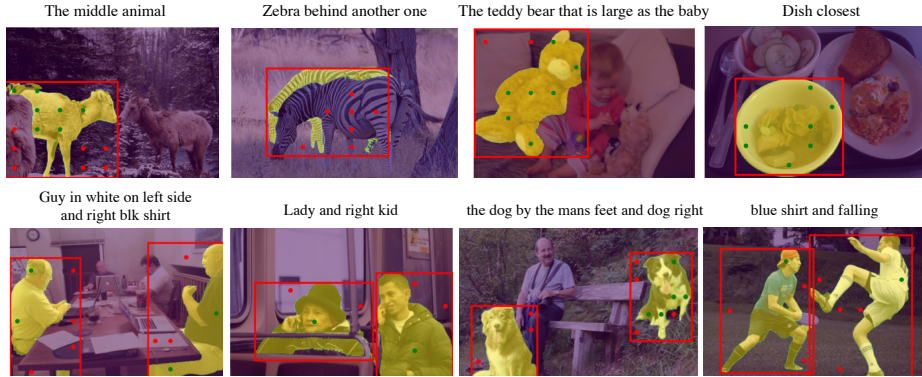 The middle animal
Zebra behind another one
The teddy bear that is large as the baby
Dish closest
Guy in white on left side
and right blk shirt
Lady and right kid
the dog by the mans feet and dog right
blue shirt and falling